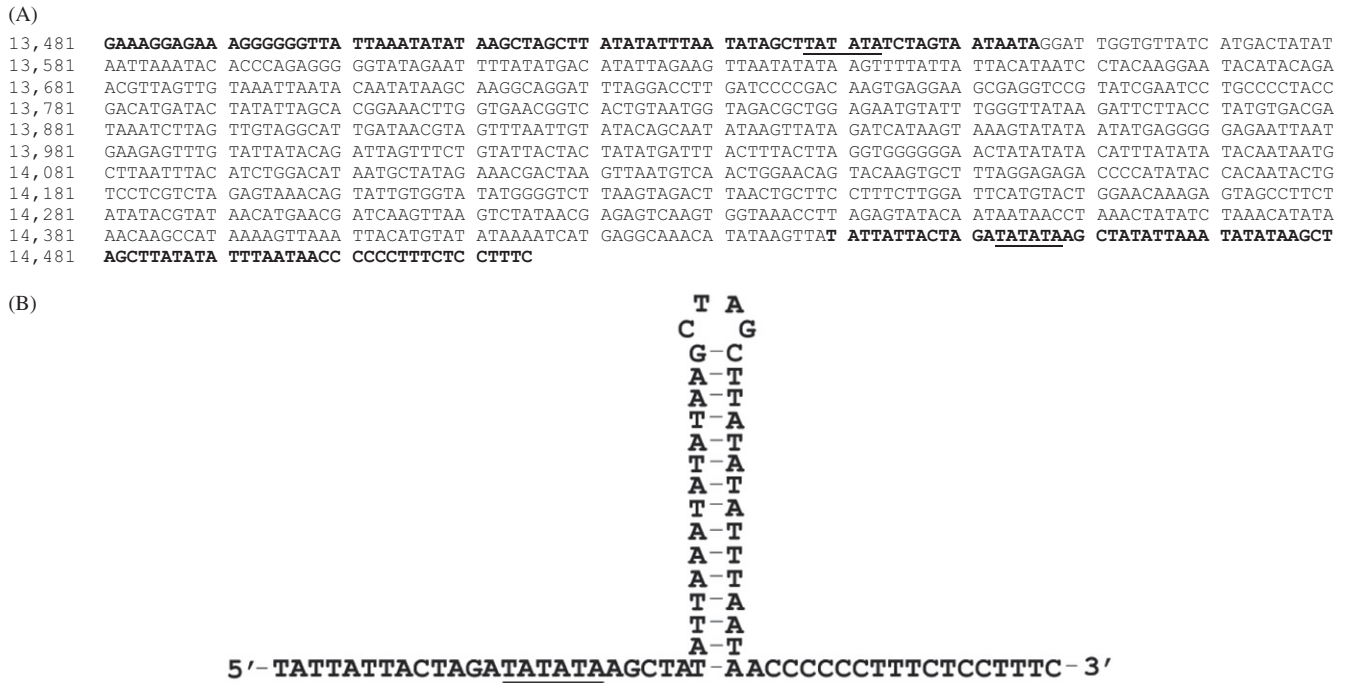 (A)
13,481 GAAAGGAGAA AGGGGGGTTA TTAAATATAT AAGCTAGCTT ATATATTTAA TATAGCTTAT ATATCTAGTA ATAATAGGAT TGGTGTTATC ATGACTATAT
13,581 AATTAAATAC ACCCAGAGGG GGTATAGAAT TTTATATGAC ATATTAGAAG TTAATATATA AGTTTTATTA TTACATAATC CTACAAGGAA TACATACAGA
13,681 ACGTTAGTTG TAAATTAATA CAATATAAGC AAGGCAGGAT TTAGGACCTT GATCCCCGAC AAGTGAGGAA GCGAGGTCCG TATCGAATCC TGCCCCTACC
13,781 GACATGATAC TATATTAGCA CGGAAACTTGG GTGAACGGTC ACTGTAATGG TAGACGCTGG AGAATGTATT TGGGTTATAA GATTCTTACC TATGTGACGA
13,881 TAAATCTTAG TTGTAGGCAT TGATAACGTA GTTTAATTGT ATACAGCAAT ATAAGTTATA GATCATAAGT AAAGTATATA ATATGAGGGG GAGAATTAAT
13,981 GAAGAGTTTG TATTATACAG ATTAGTTTCT GTATTACTAC TATATGATTT ACTTTACTTA GGTGGGGGGA ACTATATATA CATTTATATA TACAATAATG
14,081 CTTAATTTAC ATCTGGACAT AATGCTATAG AAACGACTAA GTTAATGTCA ACTGGAACAG TACAAGTGCT TTAGGAGAGA CCCCATATAC CACAATACTG
14,181 TCCTCGTCTA GAGTAAACAG TATTGTGGTA TATGGGGTCT TAAGTAGACT TAACTGCTTC CTTTCTTGGA TTCATGTACT GGAACAAAGA GTAGCCTTCT
14,281 ATATACGTAT AACATGAACG ATCAAGTTAA GTCTATAACG AGAGTCAAGT GGTAAACCTT AGAGTATACA ATAATAACCT AAACTATATC TAAACATATA
14,381 AACAAGCCAT AAAAGTTAAA TTACATGTAT ATAAAATCAT GAGGCAAACA TATAAGTTAT ATTATTACTA GATATATAAG CTATATTAAA TATATAAGCT
14,481 AGCTTATATA TTTAATAACC CCCCTTTCTC CTTTC
(B)
T A
C G
G–C
A–T
A–T
T–A
A–T
T–A
A–T
T–A
A–T
A–T
A–T
T–A
T–A
A–T
5′–TATTATTACTAGATATATAAGCTAT–AACCCCCCTTTCTCCTTTC–3′